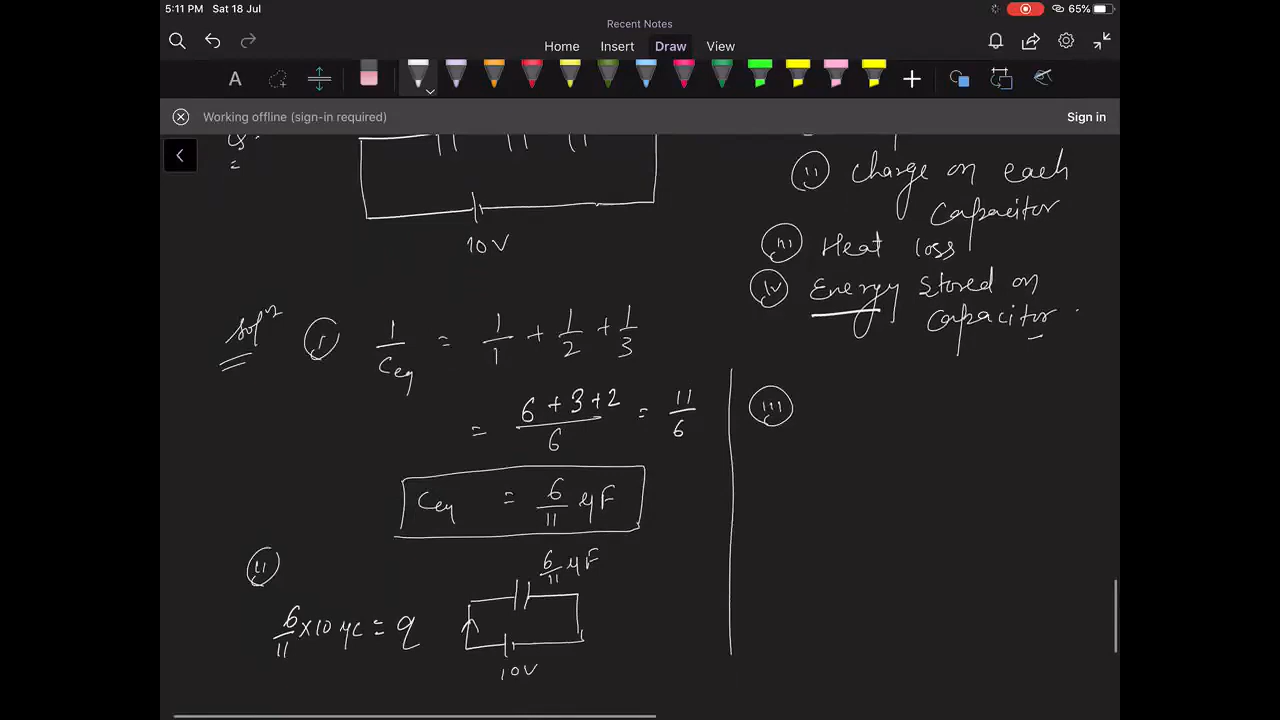 5:11 PM Sat 18 Jul
65%
Recent Notes
Home Insert Draw View
A
Working offline (sign-in required)
Sign in
Q.
=
10V
(ii) Charge on each
Capacitor
(iii) Heat loss
(iv) Energy stored on
Capacitor.
Solⁿ (i) 1/Ceq = 1/1 + 1/2 + 1/3
= (6+3+2)/6 = 11/6
(iii)
Ceq = 6/11 μF
(ii)
6/11 μF
6/11 ×10 μC = q
10V